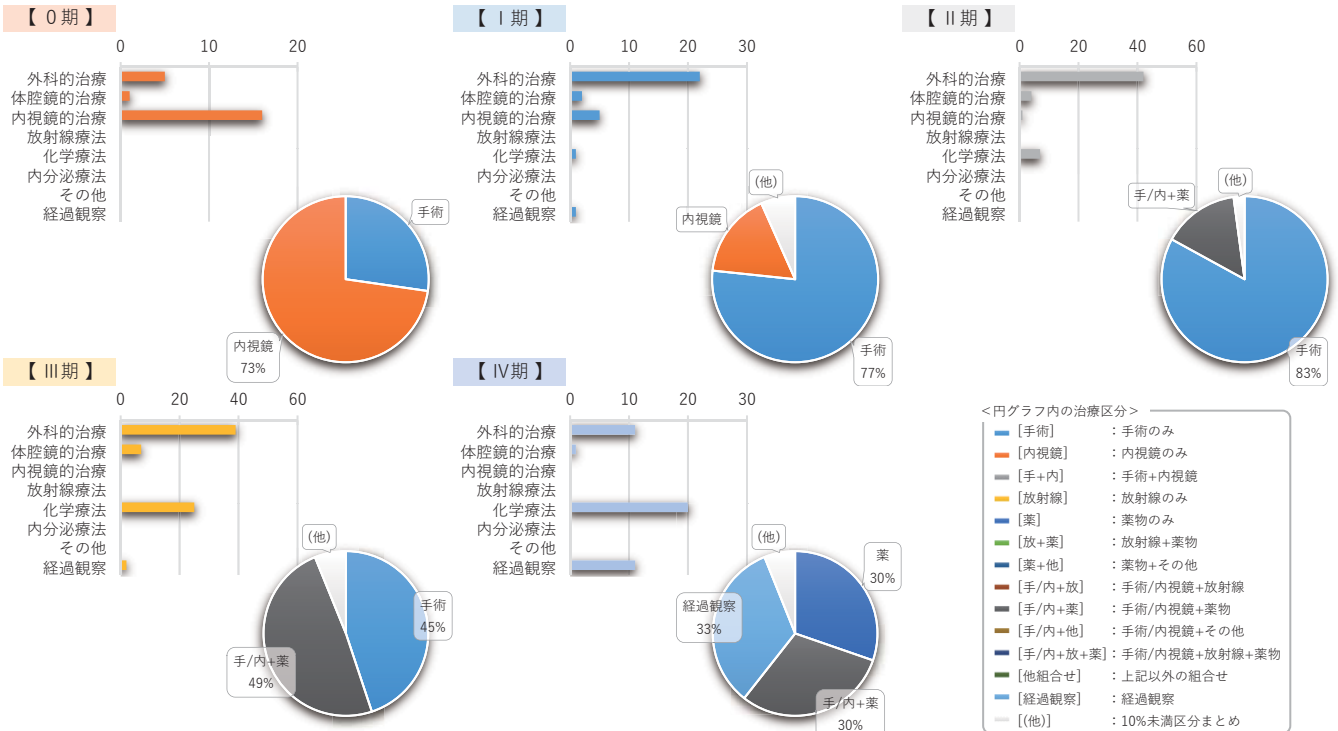 【 0期 】
0 10 20
外科的治療
体腔鏡的治療
内視鏡的治療
放射線療法
化学療法
内分泌療法
その他
経過観察
手術
内視鏡
73%
【 I期 】
0 10 20 30
外科的治療
体腔鏡的治療
内視鏡的治療
放射線療法
化学療法
内分泌療法
その他
経過観察
(他)
内視鏡
手術
77%
【 II期 】
0 20 40 60
外科的治療
体腔鏡的治療
内視鏡的治療
放射線療法
化学療法
内分泌療法
その他
経過観察
(他)
手/内+薬
手術
83%
【 III期 】
0 20 40 60
外科的治療
体腔鏡的治療
内視鏡的治療
放射線療法
化学療法
内分泌療法
その他
経過観察
(他)
手術
45%
手/内+薬
49%
【 IV期 】
0 10 20 30
外科的治療
体腔鏡的治療
内視鏡的治療
放射線療法
化学療法
内分泌療法
その他
経過観察
(他)
薬
30%
経過観察
33%
手/内+薬
30%
<円グラフ内の治療区分>
[手術] :手術のみ
[内視鏡] :内視鏡のみ
[手+内] :手術+内視鏡
[放射線] :放射線のみ
[薬] :薬物のみ
[放+薬] :放射線+薬物
[薬+他] :薬物+その他
[手/内+放] :手術/内視鏡+放射線
[手/内+薬] :手術/内視鏡+薬物
[手/内+他] :手術/内視鏡+その他
[手/内+放+薬]:手術/内視鏡+放射線+薬物
[他組合せ] :上記以外の組合せ
[経過観察] :経過観察
[(他)] :10%未満区分まとめ